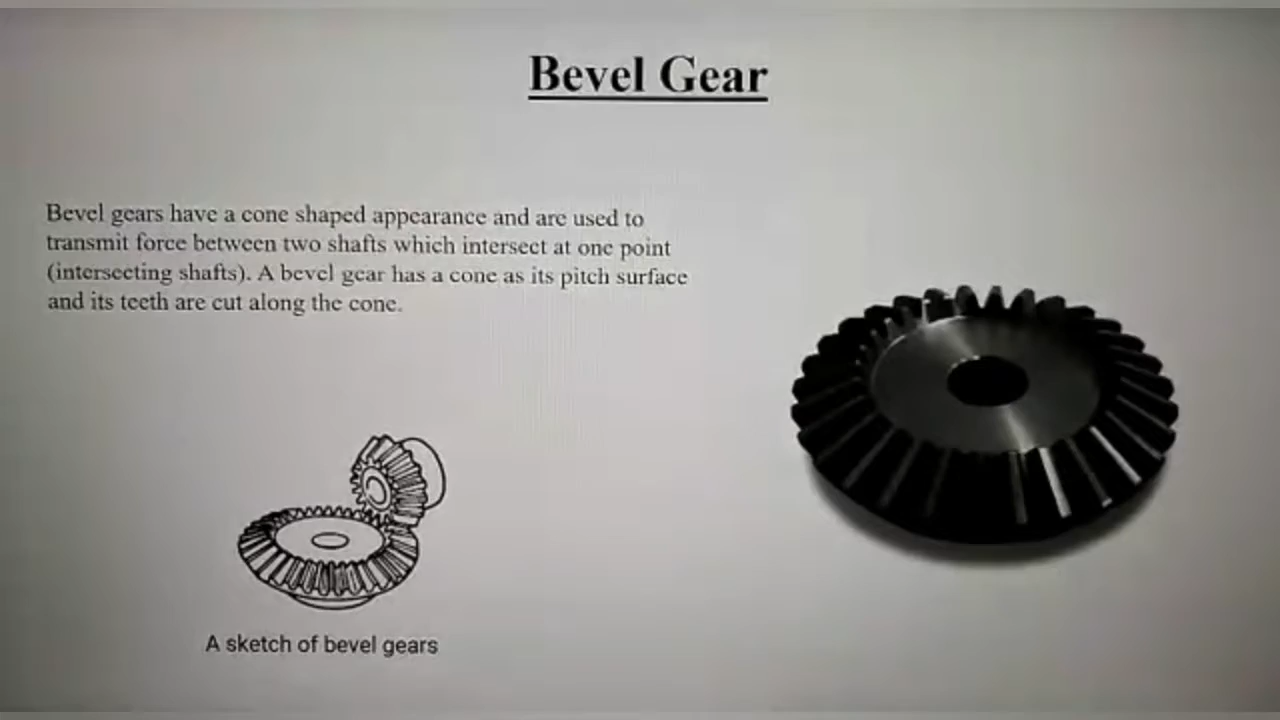 Bevel Gear
Bevel gears have a cone shaped appearance and are used to
transmit force between two shafts which intersect at one point
(intersecting shafts). A bevel gear has a cone as its pitch surface
and its teeth are cut along the cone.
A sketch of bevel gears